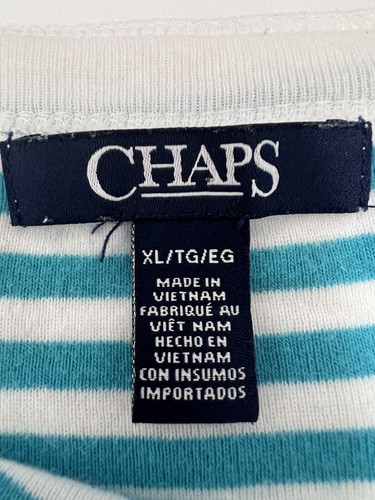 CHAPS
XL/TG/EG
MADE IN
VIETNAM
FABRIQUÉ AU
VIÊT NAM
HECHO EN
VIETNAM
CON INSUMOS
IMPORTADOS